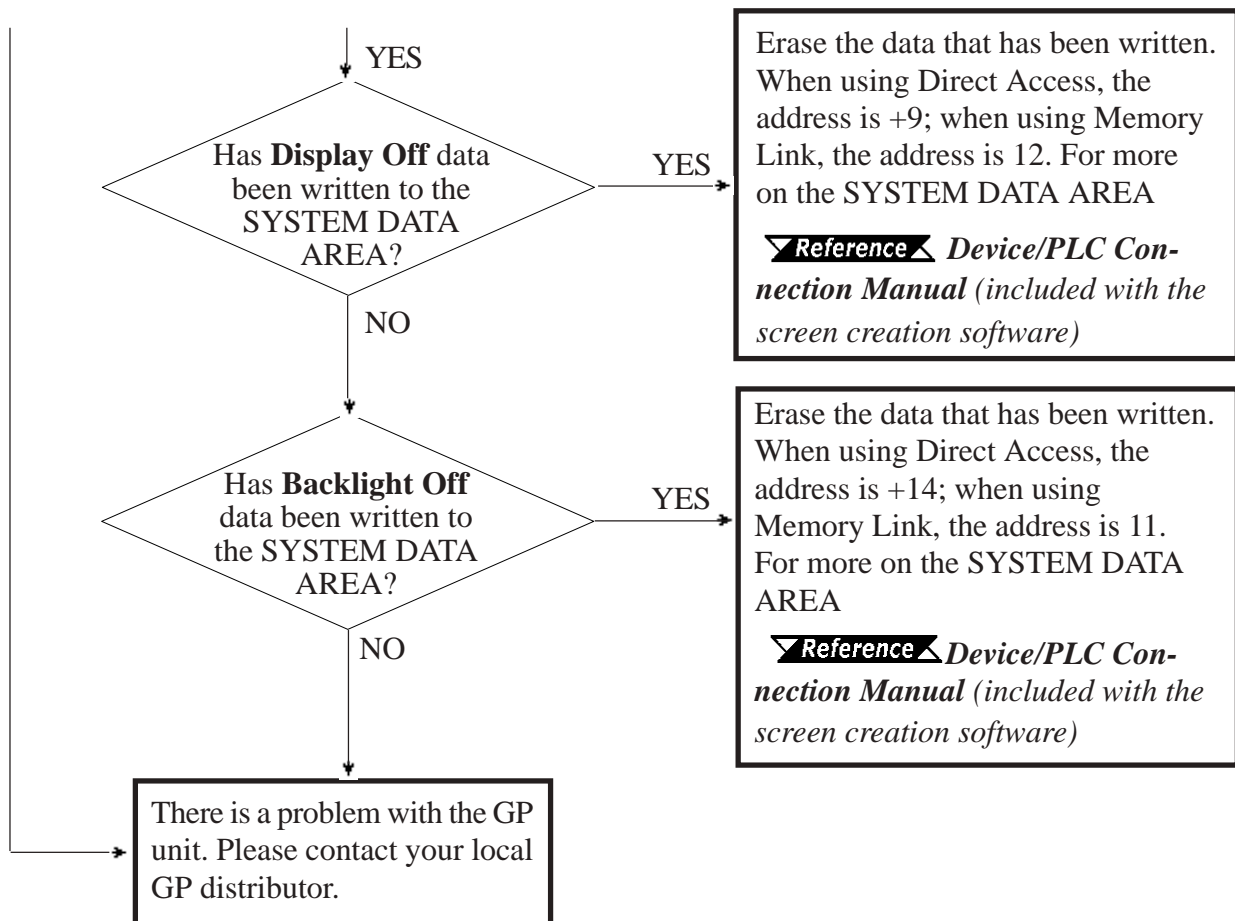 YES
Has Display Off data
been written to the
SYSTEM DATA
AREA?
YES
Erase the data that has been written.
When using Direct Access, the
address is +9; when using Memory
Link, the address is 12. For more
on the SYSTEM DATA AREA
Reference Device/PLC Con-
nection Manual (included with the
screen creation software)
NO
Has Backlight Off
data been written to
the SYSTEM DATA
AREA?
YES
Erase the data that has been written.
When using Direct Access, the
address is +14; when using
Memory Link, the address is 11.
For more on the SYSTEM DATA
AREA
Reference Device/PLC Con-
nection Manual (included with the
screen creation software)
NO
There is a problem with the GP
unit. Please contact your local
GP distributor.